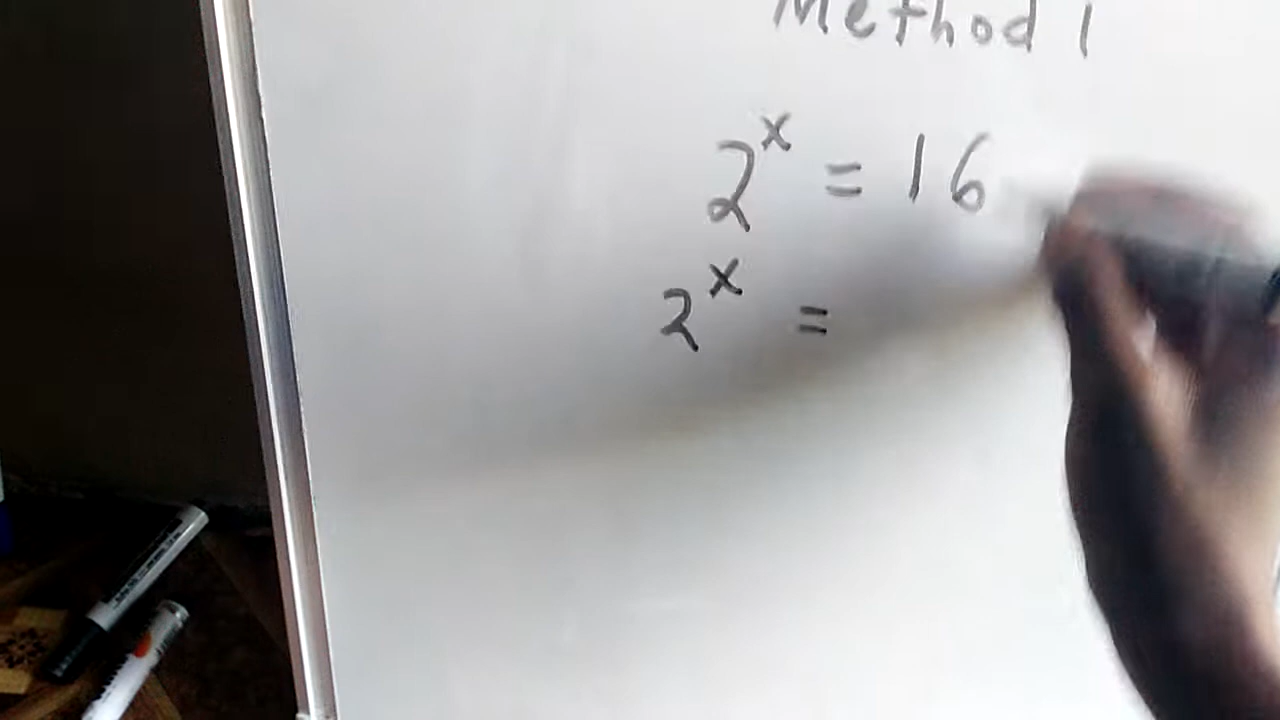 Method 1
2ˣ = 16
2ˣ =